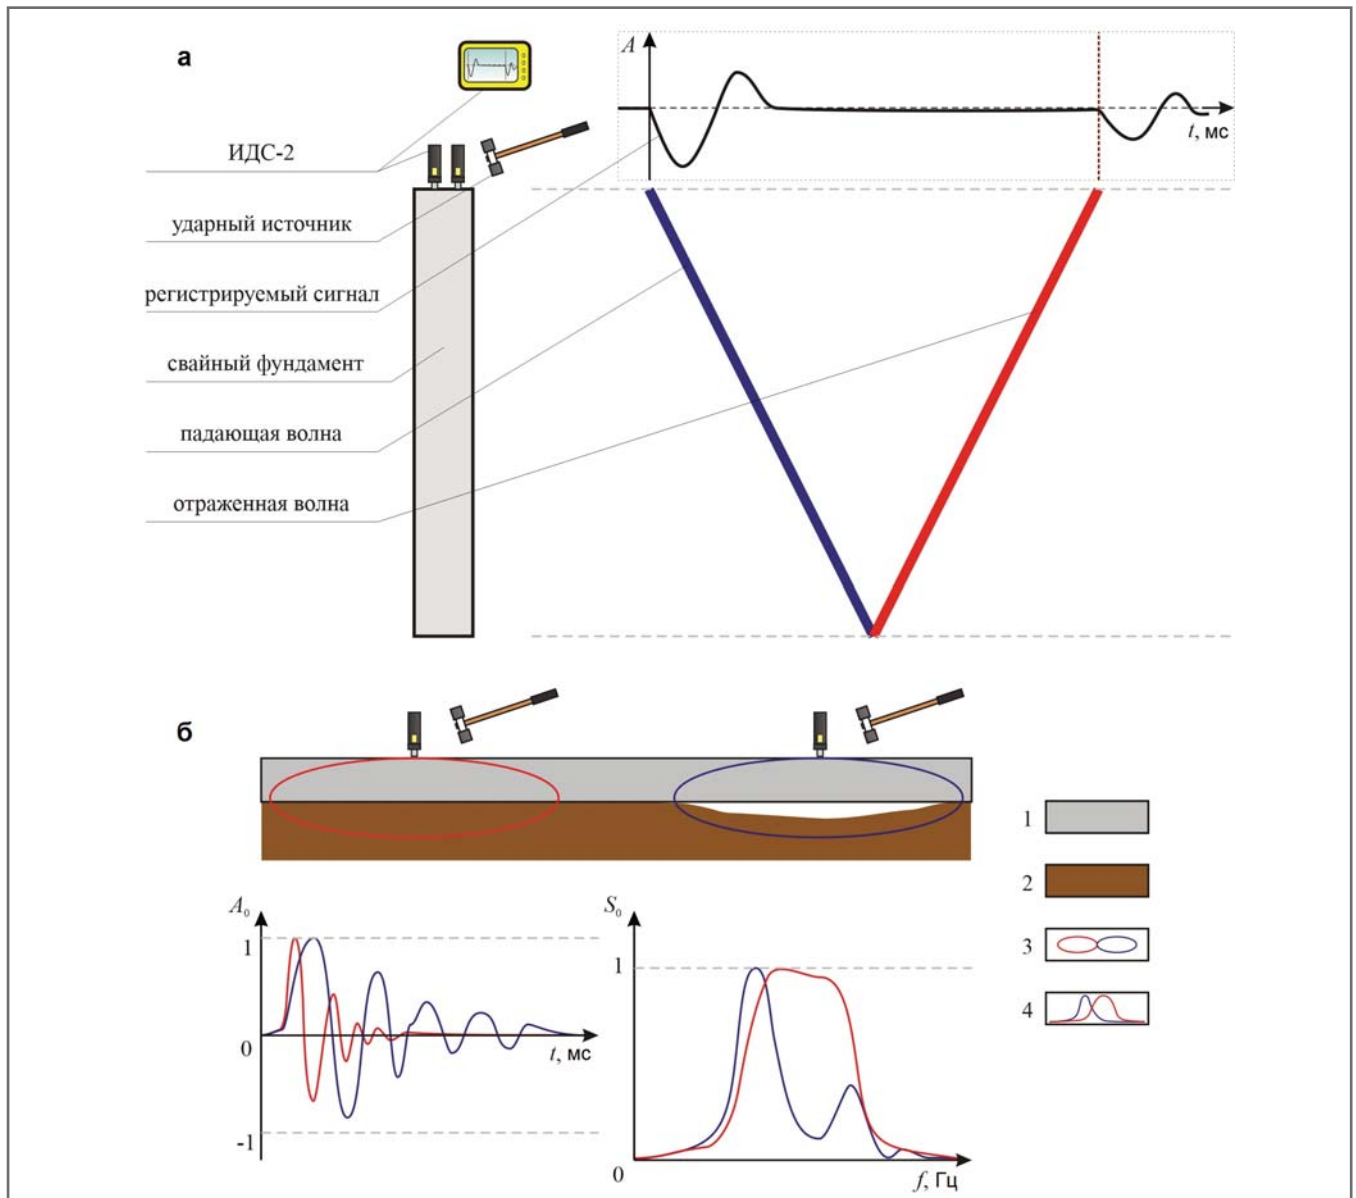 а
ИДС-2
ударный источник
регистрируемый сигнал
свайный фундамент
падающая волна
отраженная волна
A
t, мс
б
1
2
3
4
A₀
1
0
-1
t, мс
S₀
1
0
f, Гц